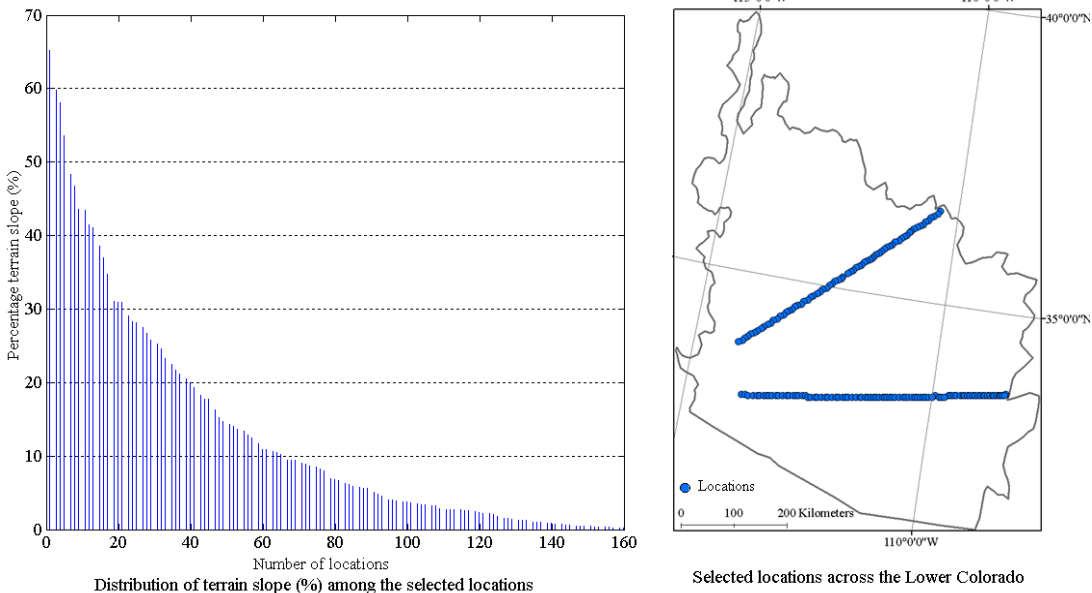 70
60
50
40
30
20
10
0
Percentage terrain slope (%)
0 20 40 60 80 100 120 140 160
Number of locations
Distribution of terrain slope (%) among the selected locations
40°0'0"N
35°0'0"N
Locations
0 100 200 Kilometers
110°0'0"W
Selected locations across the Lower Colorado